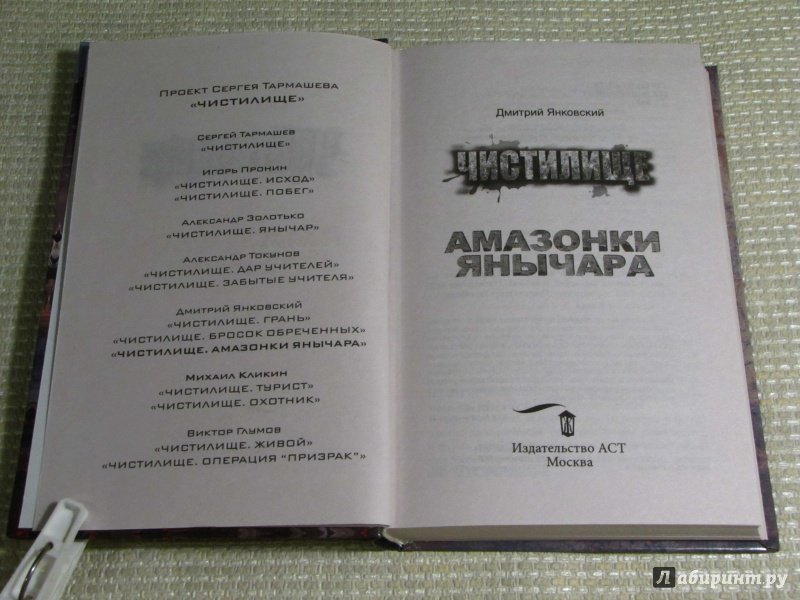 Проект Сергея Тармашева
«ЧИСТИЛИЩЕ»
Сергей Тармашев
«ЧИСТИЛИЩЕ»
Игорь Пронин
«ЧИСТИЛИЩЕ. ИСХОД»
«ЧИСТИЛИЩЕ. ПОБЕГ»
Александр Золотько
«ЧИСТИЛИЩЕ. ЯНЫЧАР»
Александр Токунов
«ЧИСТИЛИЩЕ. ДАР УЧИТЕЛЕЙ»
«ЧИСТИЛИЩЕ. ЗАБЫТЫЕ УЧИТЕЛЯ»
Дмитрий Янковский
«ЧИСТИЛИЩЕ. ГРАНЬ»
«ЧИСТИЛИЩЕ. БРОСОК ОБРЕЧЕННЫХ»
«ЧИСТИЛИЩЕ. АМАЗОНКИ ЯНЫЧАРА»
Михаил Кликин
«ЧИСТИЛИЩЕ. ТУРИСТ»
«ЧИСТИЛИЩЕ. ОХОТНИК»
Виктор Глумов
«ЧИСТИЛИЩЕ. ЖИВОЙ»
«ЧИСТИЛИЩЕ. ОПЕРАЦИЯ “ПРИЗРАК”»
Дмитрий Янковский
ЧИСТИЛИЩЕ
АМАЗОНКИ
ЯНЫЧАРА
Издательство АСТ
Москва
Лабиринт.ру